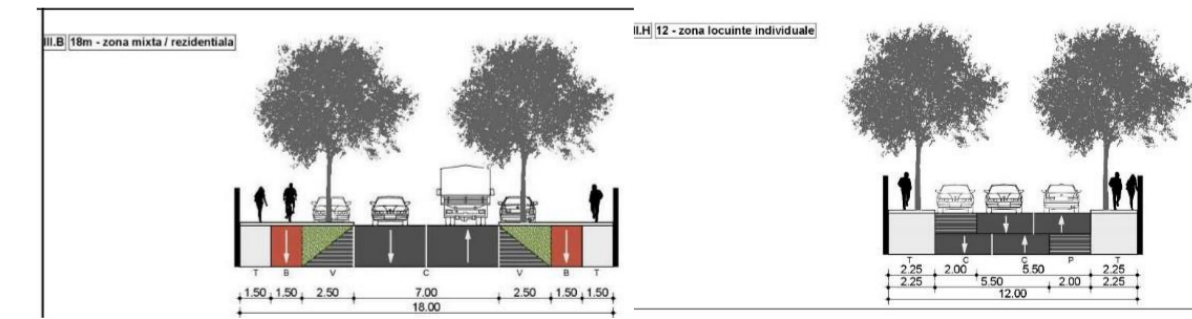 III.B 18m - zona mixta / rezidentiala
T B V C V B T
1.50 1.50 2.50 7.00 2.50 1.50 1.50
18.00
I.H 12 - zona locuinte individuale
T C C P T
2.25 2.00 5.50 2.25
2.25 5.50 2.00 2.25
12.00